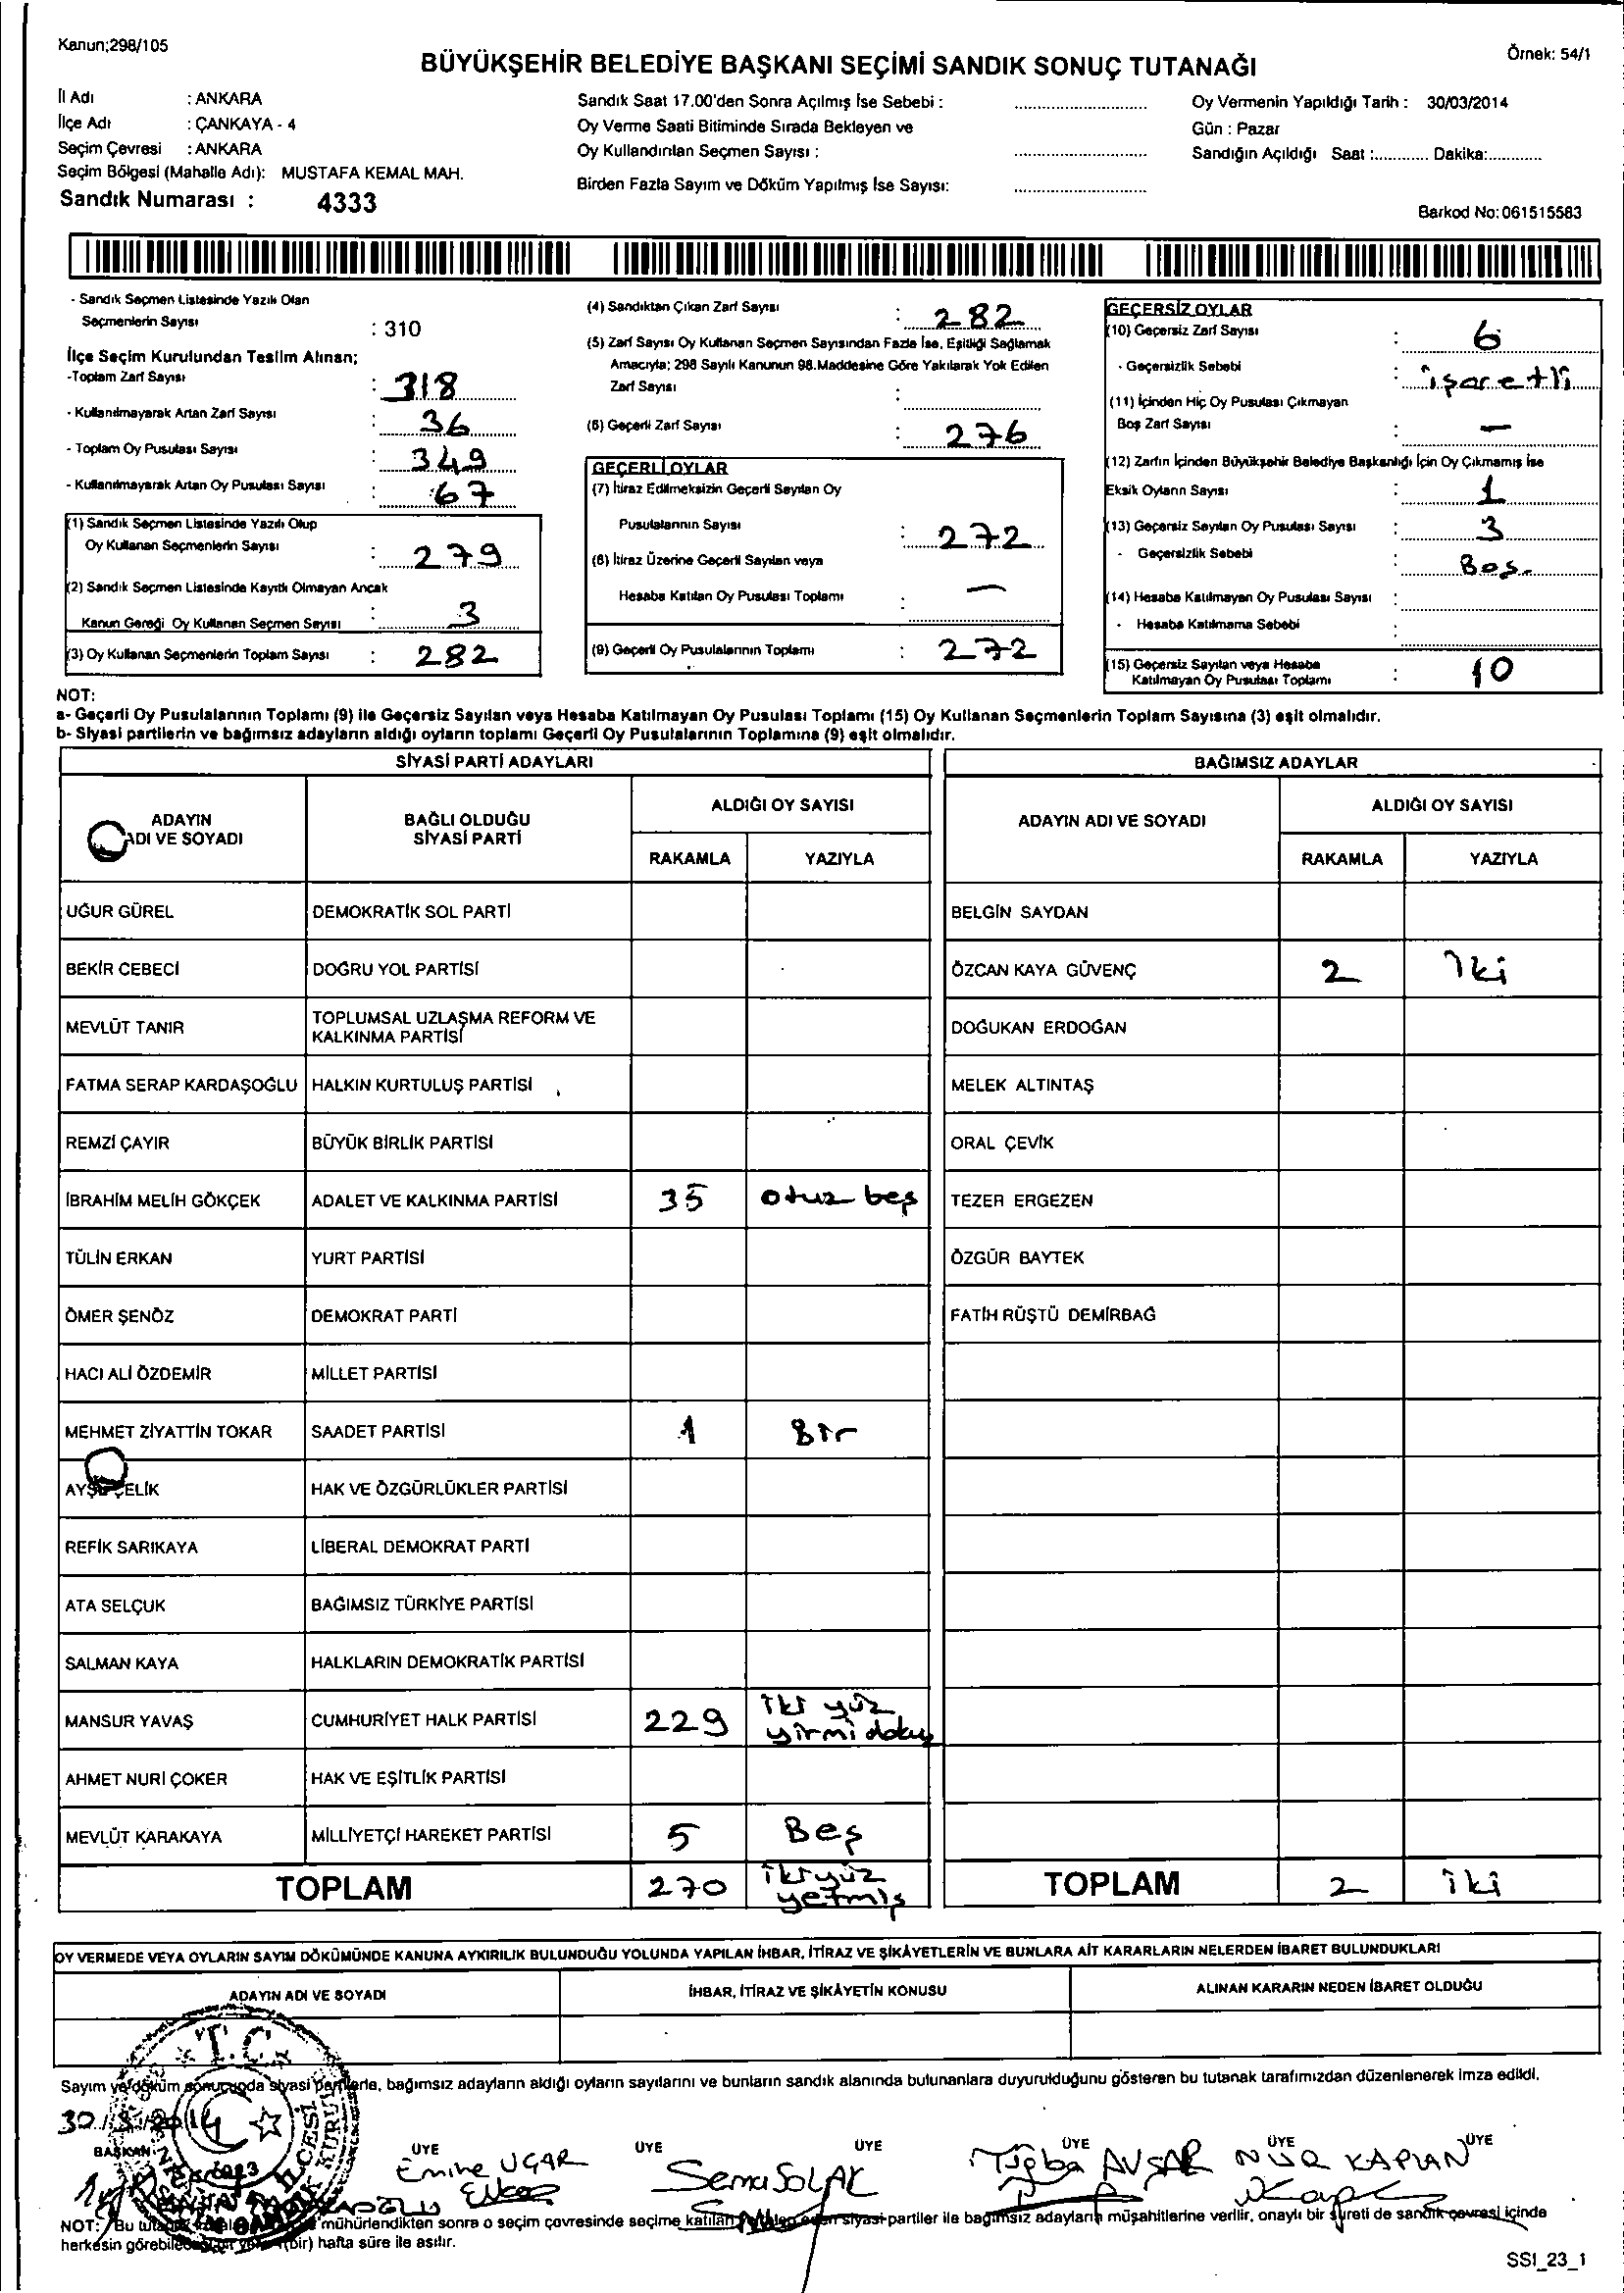 Kanun;298/105
Örnek: 54/1
BÜYÜKŞEHİR BELEDİYE BAŞKANI SEÇİMİ SANDIK SONUÇ TUTANAĞI
İl Adı : ANKARA
İlçe Adı : ÇANKAYA - 4
Seçim Çevresi : ANKARA
Seçim Bölgesi (Mahalle Adı): MUSTAFA KEMAL MAH.
Sandık Numarası : 4333
Sandık Saat 17.00'den Sonra Açılmış İse Sebebi :
Oy Verme Saati Bitiminde Sırada Bekleyen ve
Oy Kullandırılan Seçmen Sayısı :
Birden Fazla Sayım ve Döküm Yapılmış İse Sayısı:
Oy Vermenin Yapıldığı Tarih : 30/03/2014
Gün : Pazar
Sandığın Açıldığı Saat :............ Dakika:............
Barkod No:061515583
- Sandık Seçmen Listesinde Yazılı Olan
Seçmenlerin Sayısı : 310
İlçe Seçim Kurulundan Teslim Alınan;
-Toplam Zarf Sayısı : 318
- Kullanılmayarak Artan Zarf Sayısı : 36
- Toplam Oy Pusulası Sayısı : 349
- Kullanılmayarak Artan Oy Pusulası Sayısı : 67
(1) Sandık Seçmen Listesinde Yazılı Olup
Oy Kullanan Seçmenlerin Sayısı : 279
(2) Sandık Seçmen Listesinde Kayıtlı Olmayan Ancak
Kanun Gereği Oy Kullanan Seçmen Sayısı : 3
(3) Oy Kullanan Seçmenlerin Toplam Sayısı : 282
(4) Sandıktan Çıkan Zarf Sayısı : 282
(5) Zarf Sayısı Oy Kullanan Seçmen Sayısından Fazla İse, Eşitliği Sağlamak
Amacıyla; 298 Sayılı Kanunun 98.Maddesine Göre Yakılarak Yok Edilen
Zarf Sayısı :
(6) Geçerli Zarf Sayısı : 276
GEÇERLİ OYLAR
(7) İtiraz Edilmeksizin Geçerli Sayılan Oy
Pusulalarının Sayısı : 272
(8) İtiraz Üzerine Geçerli Sayılan veya
Hesaba Katılan Oy Pusulası Toplamı : —
(9) Geçerli Oy Pusulalarının Toplamı : 272
GEÇERSİZ OYLAR
(10) Geçersiz Zarf Sayısı : 6
- Geçersizlik Sebebi : işaretli
(11) İçinden Hiç Oy Pusulası Çıkmayan
Boş Zarf Sayısı : —
(12) Zarfın İçinden Büyükşehir Belediye Başkanlığı İçin Oy Çıkmamış İse
Eksik Oyların Sayısı : 1
(13) Geçersiz Sayılan Oy Pusulası Sayısı : 3
- Geçersizlik Sebebi : Boş.
(14) Hesaba Katılmayan Oy Pusulası Sayısı :
- Hesaba Katılmama Sebebi :
(15) Geçersiz Sayılan veya Hesaba
Katılmayan Oy Pusulası Toplamı : 10
NOT:
a- Geçerli Oy Pusulalarının Toplamı (9) ile Geçersiz Sayılan veya Hesaba Katılmayan Oy Pusulası Toplamı (15) Oy Kullanan Seçmenlerin Toplam Sayısına (3) eşit olmalıdır.
b- Siyasi partilerin ve bağımsız adayların aldığı oyların toplamı Geçerli Oy Pusulalarının Toplamına (9) eşit olmalıdır.
SİYASİ PARTİ ADAYLARI
ADAYIN ADI VE SOYADI
BAĞLI OLDUĞU SİYASİ PARTİ
ALDIĞI OY SAYISI
RAKAMLA YAZIYLA
UĞUR GÜREL DEMOKRATİK SOL PARTİ
BEKİR CEBECİ DOĞRU YOL PARTİSİ
MEVLÜT TANIR TOPLUMSAL UZLAŞMA REFORM VE
KALKINMA PARTİSİ
FATMA SERAP KARDAŞOĞLU HALKIN KURTULUŞ PARTİSİ
REMZİ ÇAYIR BÜYÜK BİRLİK PARTİSİ
İBRAHİM MELİH GÖKÇEK ADALET VE KALKINMA PARTİSİ 35 otuz beş
TÜLİN ERKAN YURT PARTİSİ
ÖMER ŞENÖZ DEMOKRAT PARTİ
HACI ALİ ÖZDEMİR MİLLET PARTİSİ
MEHMET ZİYATTİN TOKAR SAADET PARTİSİ 1 Bir
ÇELİK HAK VE ÖZGÜRLÜKLER PARTİSİ
REFİK SARIKAYA LİBERAL DEMOKRAT PARTİ
ATA SELÇUK BAĞIMSIZ TÜRKİYE PARTİSİ
SALMAN KAYA HALKLARIN DEMOKRATİK PARTİSİ
MANSUR YAVAŞ CUMHURİYET HALK PARTİSİ 229 iki yüz
yirmi dokuz
AHMET NURİ ÇOKER HAK VE EŞİTLİK PARTİSİ
MEVLÜT KARAKAYA MİLLİYETÇİ HAREKET PARTİSİ 5 Beş
TOPLAM 270 ikiyüz
yetmiş
BAĞIMSIZ ADAYLAR
ADAYIN ADI VE SOYADI
ALDIĞI OY SAYISI
RAKAMLA YAZIYLA
BELGİN SAYDAN
ÖZCAN KAYA GÜVENÇ 2 İki
DOĞUKAN ERDOĞAN
MELEK ALTINTAŞ
ORAL ÇEVİK
TEZER ERGEZEN
ÖZGÜR BAYTEK
FATİH RÜŞTÜ DEMİRBAĞ
TOPLAM 2 iki
OY VERMEDE VEYA OYLARIN SAYIM DÖKÜMÜNDE KANUNA AYKIRILIK BULUNDUĞU YOLUNDA YAPILAN İHBAR, İTİRAZ VE ŞİKÂYETLERİN VE BUNLARA AİT KARARLARIN NELERDEN İBARET BULUNDUKLARI
ADAYIN ADI VE SOYADI
İHBAR, İTİRAZ VE ŞİKÂYETİN KONUSU
ALINAN KARARIN NEDEN İBARET OLDUĞU
T.C.
Sayım ve döküm sonucunda siyasi partilerle, bağımsız adayların aldığı oyların sayılarını ve bunların sandık alanında bulunanlara duyurulduğunu gösteren bu tutanak tarafımızdan düzenlenerek imza edildi.
30/3/2014
BAŞKAN ÜYE ÜYE ÜYE ÜYE ÜYE ÜYE
Emine UÇAR Sema SOLAK Tuğba AVŞAR NUR KAPLAN
NOT: Bu mühürlendikten sonra o seçim çevresinde seçime katılan siyasi partiler ile bağımsız adayların müşahitlerine verilir, onaylı bir sureti de sandık çevresi içinde
herkesin (bir) hafta süre ile asılır.
SSI_23_1